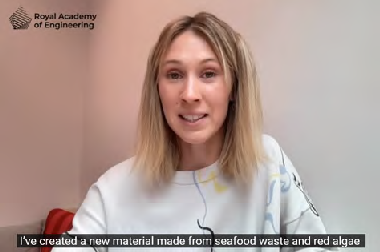 Royal Academy
of Engineering
I've created a new material made from seafood waste and red algae